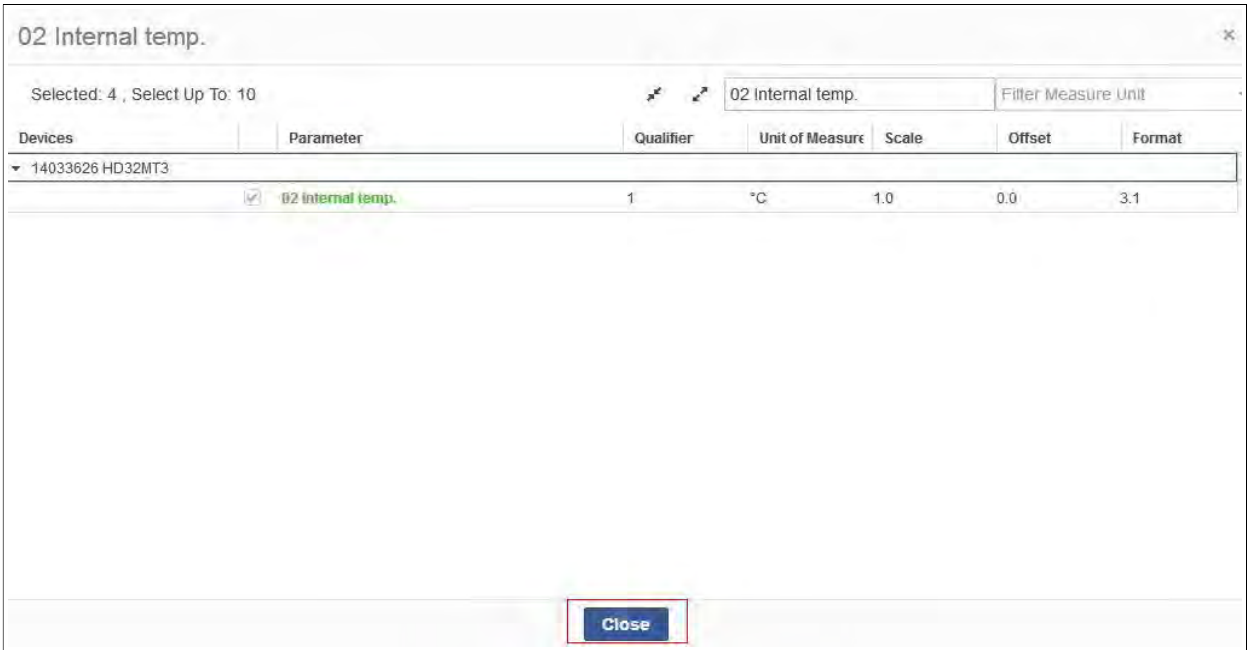 02 Internal temp.
Selected: 4 , Select Up To: 10 02 Internal temp. Filter Measure Unit
Devices Parameter Qualifier Unit of Measure Scale Offset Format
14033626 HD32MT3
02 Internal temp. 1 °C 1.0 0.0 3.1
Close